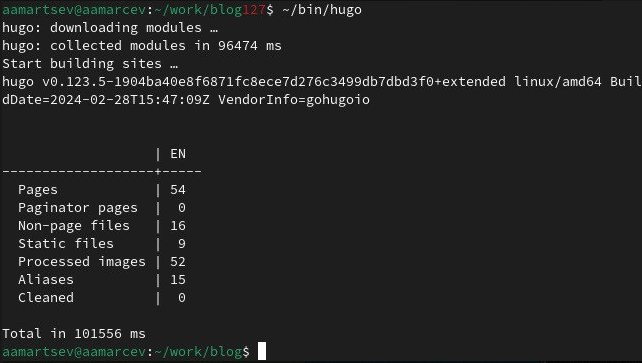 aamartsev@aamarcev:~/work/blog127$ ~/bin/hugo
hugo: downloading modules …
hugo: collected modules in 96474 ms
Start building sites …
hugo v0.123.5-1904ba40e8f6871fc8ece7d276c3499db7dbd3f0+extended linux/amd64 Buil
dDate=2024-02-28T15:47:09Z VendorInfo=gohugoio
                   | EN
-------------------+-----
  Pages            | 54
  Paginator pages  |  0
  Non-page files   | 16
  Static files     |  9
  Processed images | 52
  Aliases          | 15
  Cleaned          |  0
Total in 101556 ms
aamartsev@aamarcev:~/work/blog$